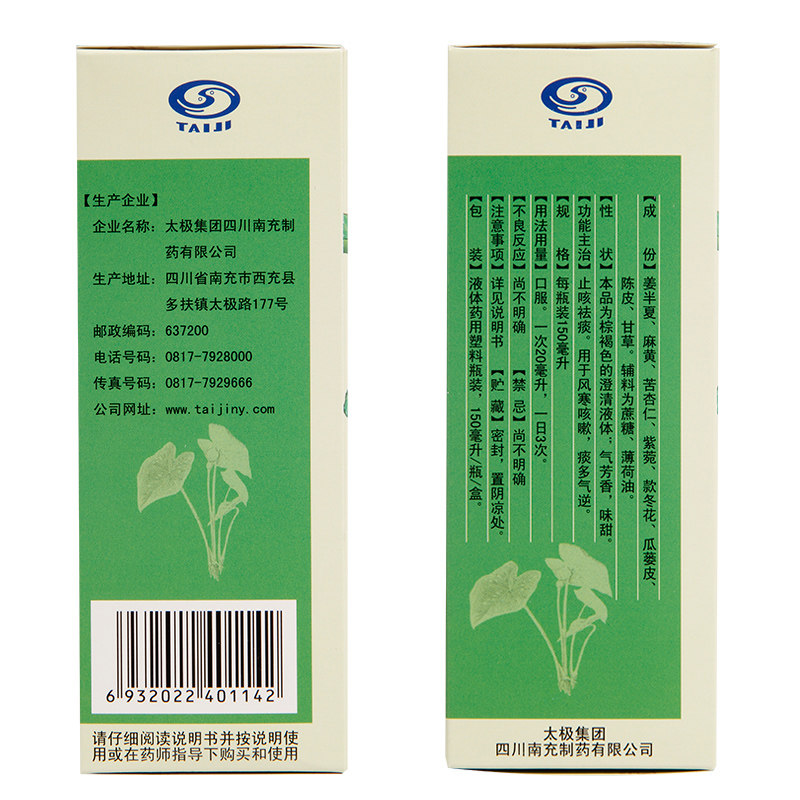 TAIJI
【生产企业】
企业名称：太极集团四川南充制
药有限公司
生产地址：四川省南充市西充县
多扶镇太极路177号
邮政编码：637200
电话号码：0817-7928000
传真号码：0817-7929666
公司网址：www.taijiny.com
6 932022 401142
请仔细阅读说明书并按说明使
用或在药师指导下购买和使用
TAIJI
【成份】姜半夏、麻黄、苦杏仁、紫菀、款冬花、瓜蒌皮、
陈皮、甘草。辅料为蔗糖、薄荷油。
【性状】本品为棕褐色的澄清液体；气芳香，味甜。
【功能主治】止咳祛痰。用于风寒咳嗽，痰多气逆。
【规格】每瓶装150毫升
【用法用量】口服。一次20毫升，一日3次。
【不良反应】尚不明确 【禁忌】尚不明确
【注意事项】详见说明书 【贮藏】密封，置阴凉处。
【包装】液体药用塑料瓶装，150毫升/瓶/盒。
太极集团
四川南充制药有限公司